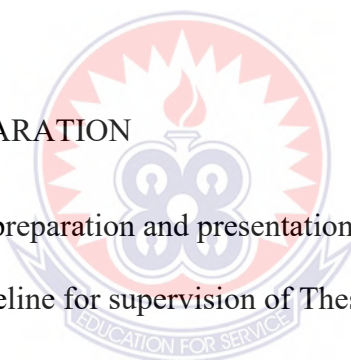 ARATION
preparation and presentation
eline for supervision of Thes
EDUCATION FOR SERVICE